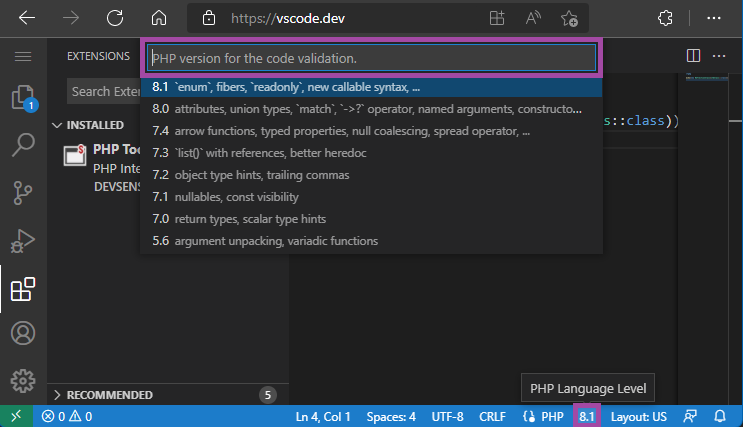 https://vscode.dev
EXTENSIONS
PHP version for the code validation.
Search Exter
8.1 `enum`, fibers, `readonly`, new callable syntax, ...
8.0 attributes, union types, `match`, `->?` operator, named arguments, constructo...
7.4 arrow functions, typed properties, null coalescing, spread operator, ...
7.3 `list()` with references, better heredoc
7.2 object type hints, trailing commas
7.1 nullables, const visibility
7.0 return types, scalar type hints
5.6 argument unpacking, variadic functions
1
s::class))
INSTALLED
PHP Too
PHP Inte
DEVSENS
RECOMMENDED 5
PHP Language Level
0 0 Ln 4, Col 1 Spaces: 4 UTF-8 CRLF PHP 8.1 Layout: US